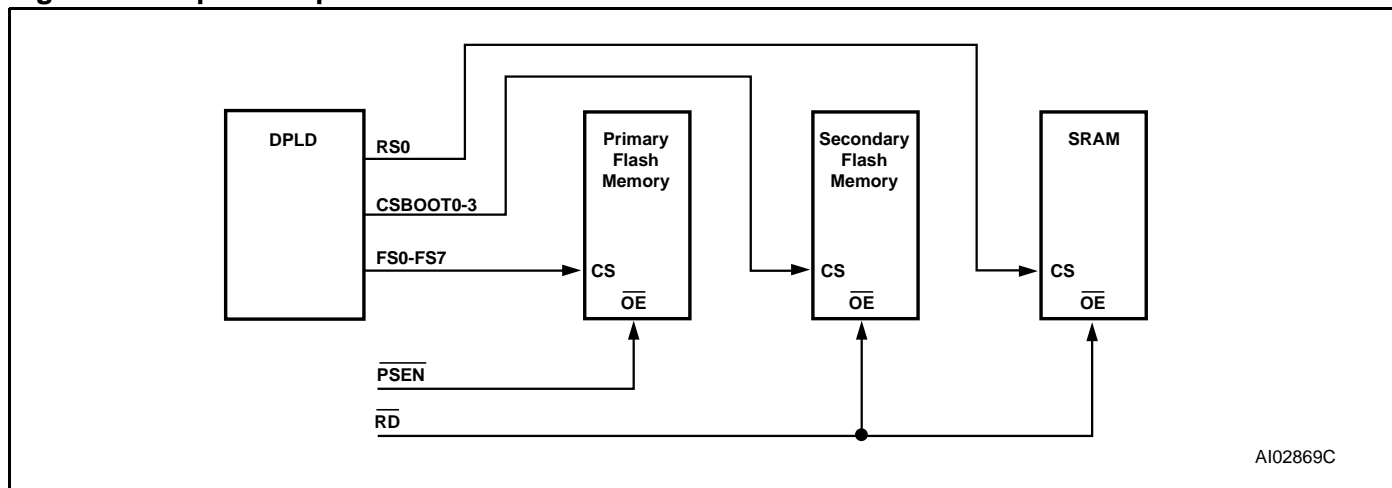 DPLD
RS0
CSBOOT0-3
FS0-FS7
Primary
Flash
Memory
CS
OE
Secondary
Flash
Memory
CS
OE
SRAM
CS
OE
PSEN
RD
AI02869C